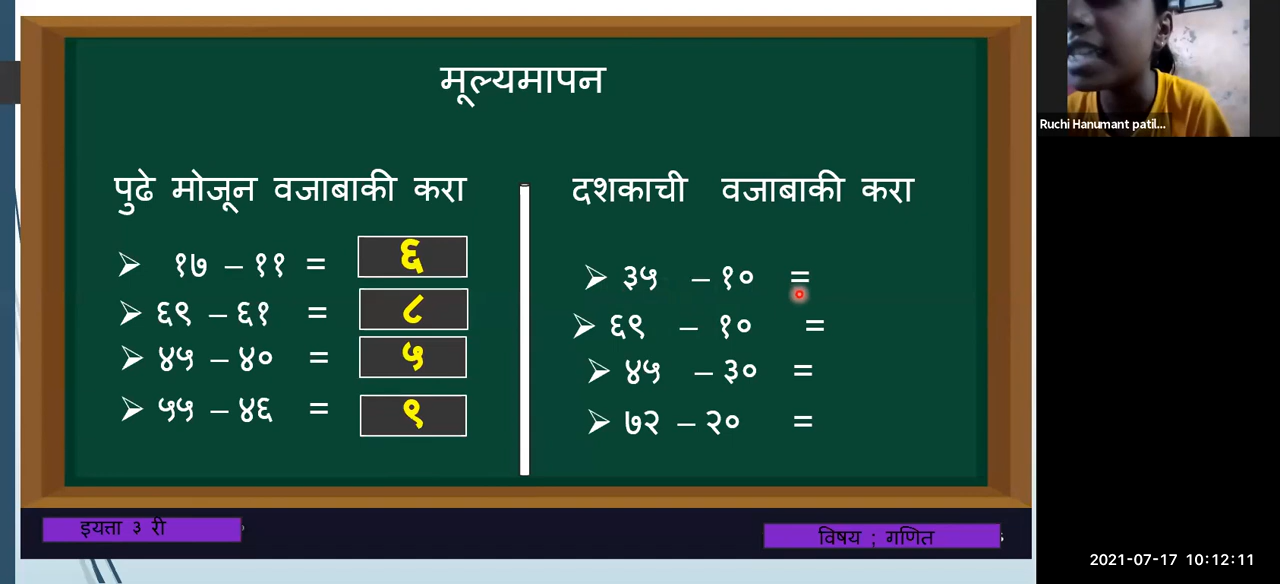 मूल्यमापन
पुढे मोजून वजाबाकी करा
१७ – ११ = ६
६९ – ६१ = ८
४५ – ४० = ५
५५ – ४६ = ९
दशकाची वजाबाकी करा
३५ – १० =
६९ – १० =
४५ – ३० =
७२ – २० =
इयत्ता ३ री
विषय ; गणित
Ruchi Hanumant patil...
2021-07-17 10:12:11